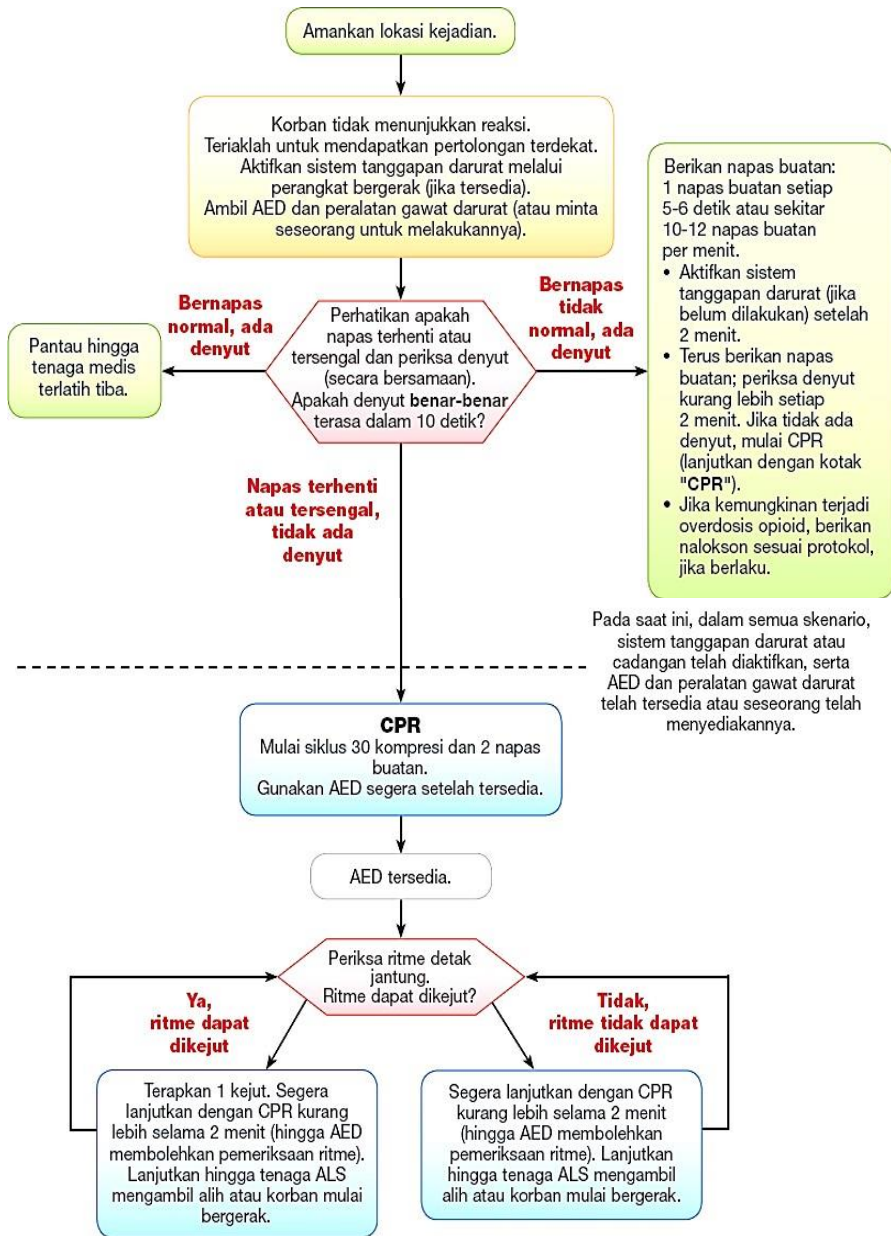 Amankan lokasi kejadian.
Korban tidak menunjukkan reaksi.
Teriaklah untuk mendapatkan pertolongan terdekat.
Aktifkan sistem tanggapan darurat melalui
perangkat bergerak (jika tersedia).
Ambil AED dan peralatan gawat darurat (atau minta
seseorang untuk melakukannya).
Bernapas
normal, ada
denyut
Pantau hingga
tenaga medis
terlatih tiba.
Perhatikan apakah
napas terhenti atau
tersengal dan periksa denyut
(secara bersamaan).
Apakah denyut benar-benar
terasa dalam 10 detik?
Bernapas
tidak
normal, ada
denyut
Berikan napas buatan:
1 napas buatan setiap
5-6 detik atau sekitar
10-12 napas buatan
per menit.
• Aktifkan sistem
tanggapan darurat (jika
belum dilakukan) setelah
2 menit.
• Terus berikan napas
buatan; periksa denyut
kurang lebih setiap
2 menit. Jika tidak ada
denyut, mulai CPR
(lanjutkan dengan kotak
"CPR").
• Jika kemungkinan terjadi
overdosis opioid, berikan
nalokson sesuai protokol,
jika berlaku.
Napas terhenti
atau tersengal,
tidak ada
denyut
Pada saat ini, dalam semua skenario,
sistem tanggapan darurat atau
cadangan telah diaktifkan, serta
AED dan peralatan gawat darurat
telah tersedia atau seseorang telah
menyediakannya.
CPR
Mulai siklus 30 kompresi dan 2 napas
buatan.
Gunakan AED segera setelah tersedia.
AED tersedia.
Periksa ritme detak
jantung.
Ritme dapat dikejut?
Ya,
ritme dapat
dikejut
Tidak,
ritme tidak dapat
dikejut
Terapkan 1 kejut. Segera
lanjutkan dengan CPR kurang
lebih selama 2 menit (hingga AED
membolehkan pemeriksaan ritme).
Lanjutkan hingga tenaga ALS
mengambil alih atau korban mulai
bergerak.
Segera lanjutkan dengan CPR
kurang lebih selama 2 menit
(hingga AED membolehkan
pemeriksaan ritme). Lanjutkan
hingga tenaga ALS mengambil alih
atau korban mulai bergerak.